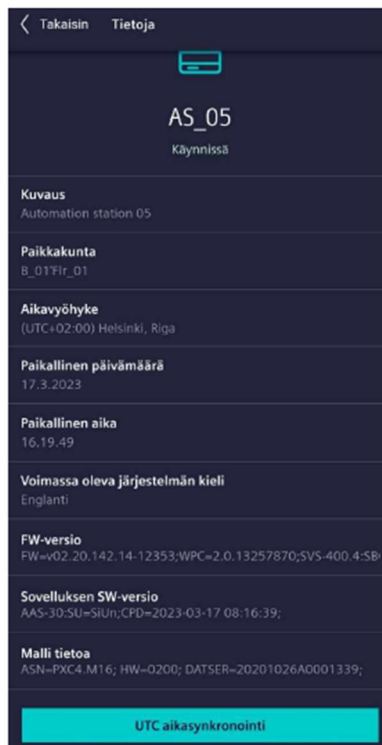 Takaisin Tietoja
AS_05
Käynnissä
Kuvaus
Automation station 05
Paikkakunta
B_01'Flr_01
Aikavyöhyke
(UTC+02:00) Helsinki, Riga
Paikallinen päivämäärä
17.3.2023
Paikallinen aika
16.19.49
Voimassa oleva järjestelmän kieli
Englanti
FW-versio
FW=v02.20.142.14-12353;WPC=2.0.13257870;SVS-400.4:SB
Sovelluksen SW-versio
AAS-30:SU=SiUn;CPD=2023-03-17 08:16:39;
Malli tietoa
ASN=PXC4.M16; HW=0200; DATSER=20201026A0001339;
UTC aikasynkronointi